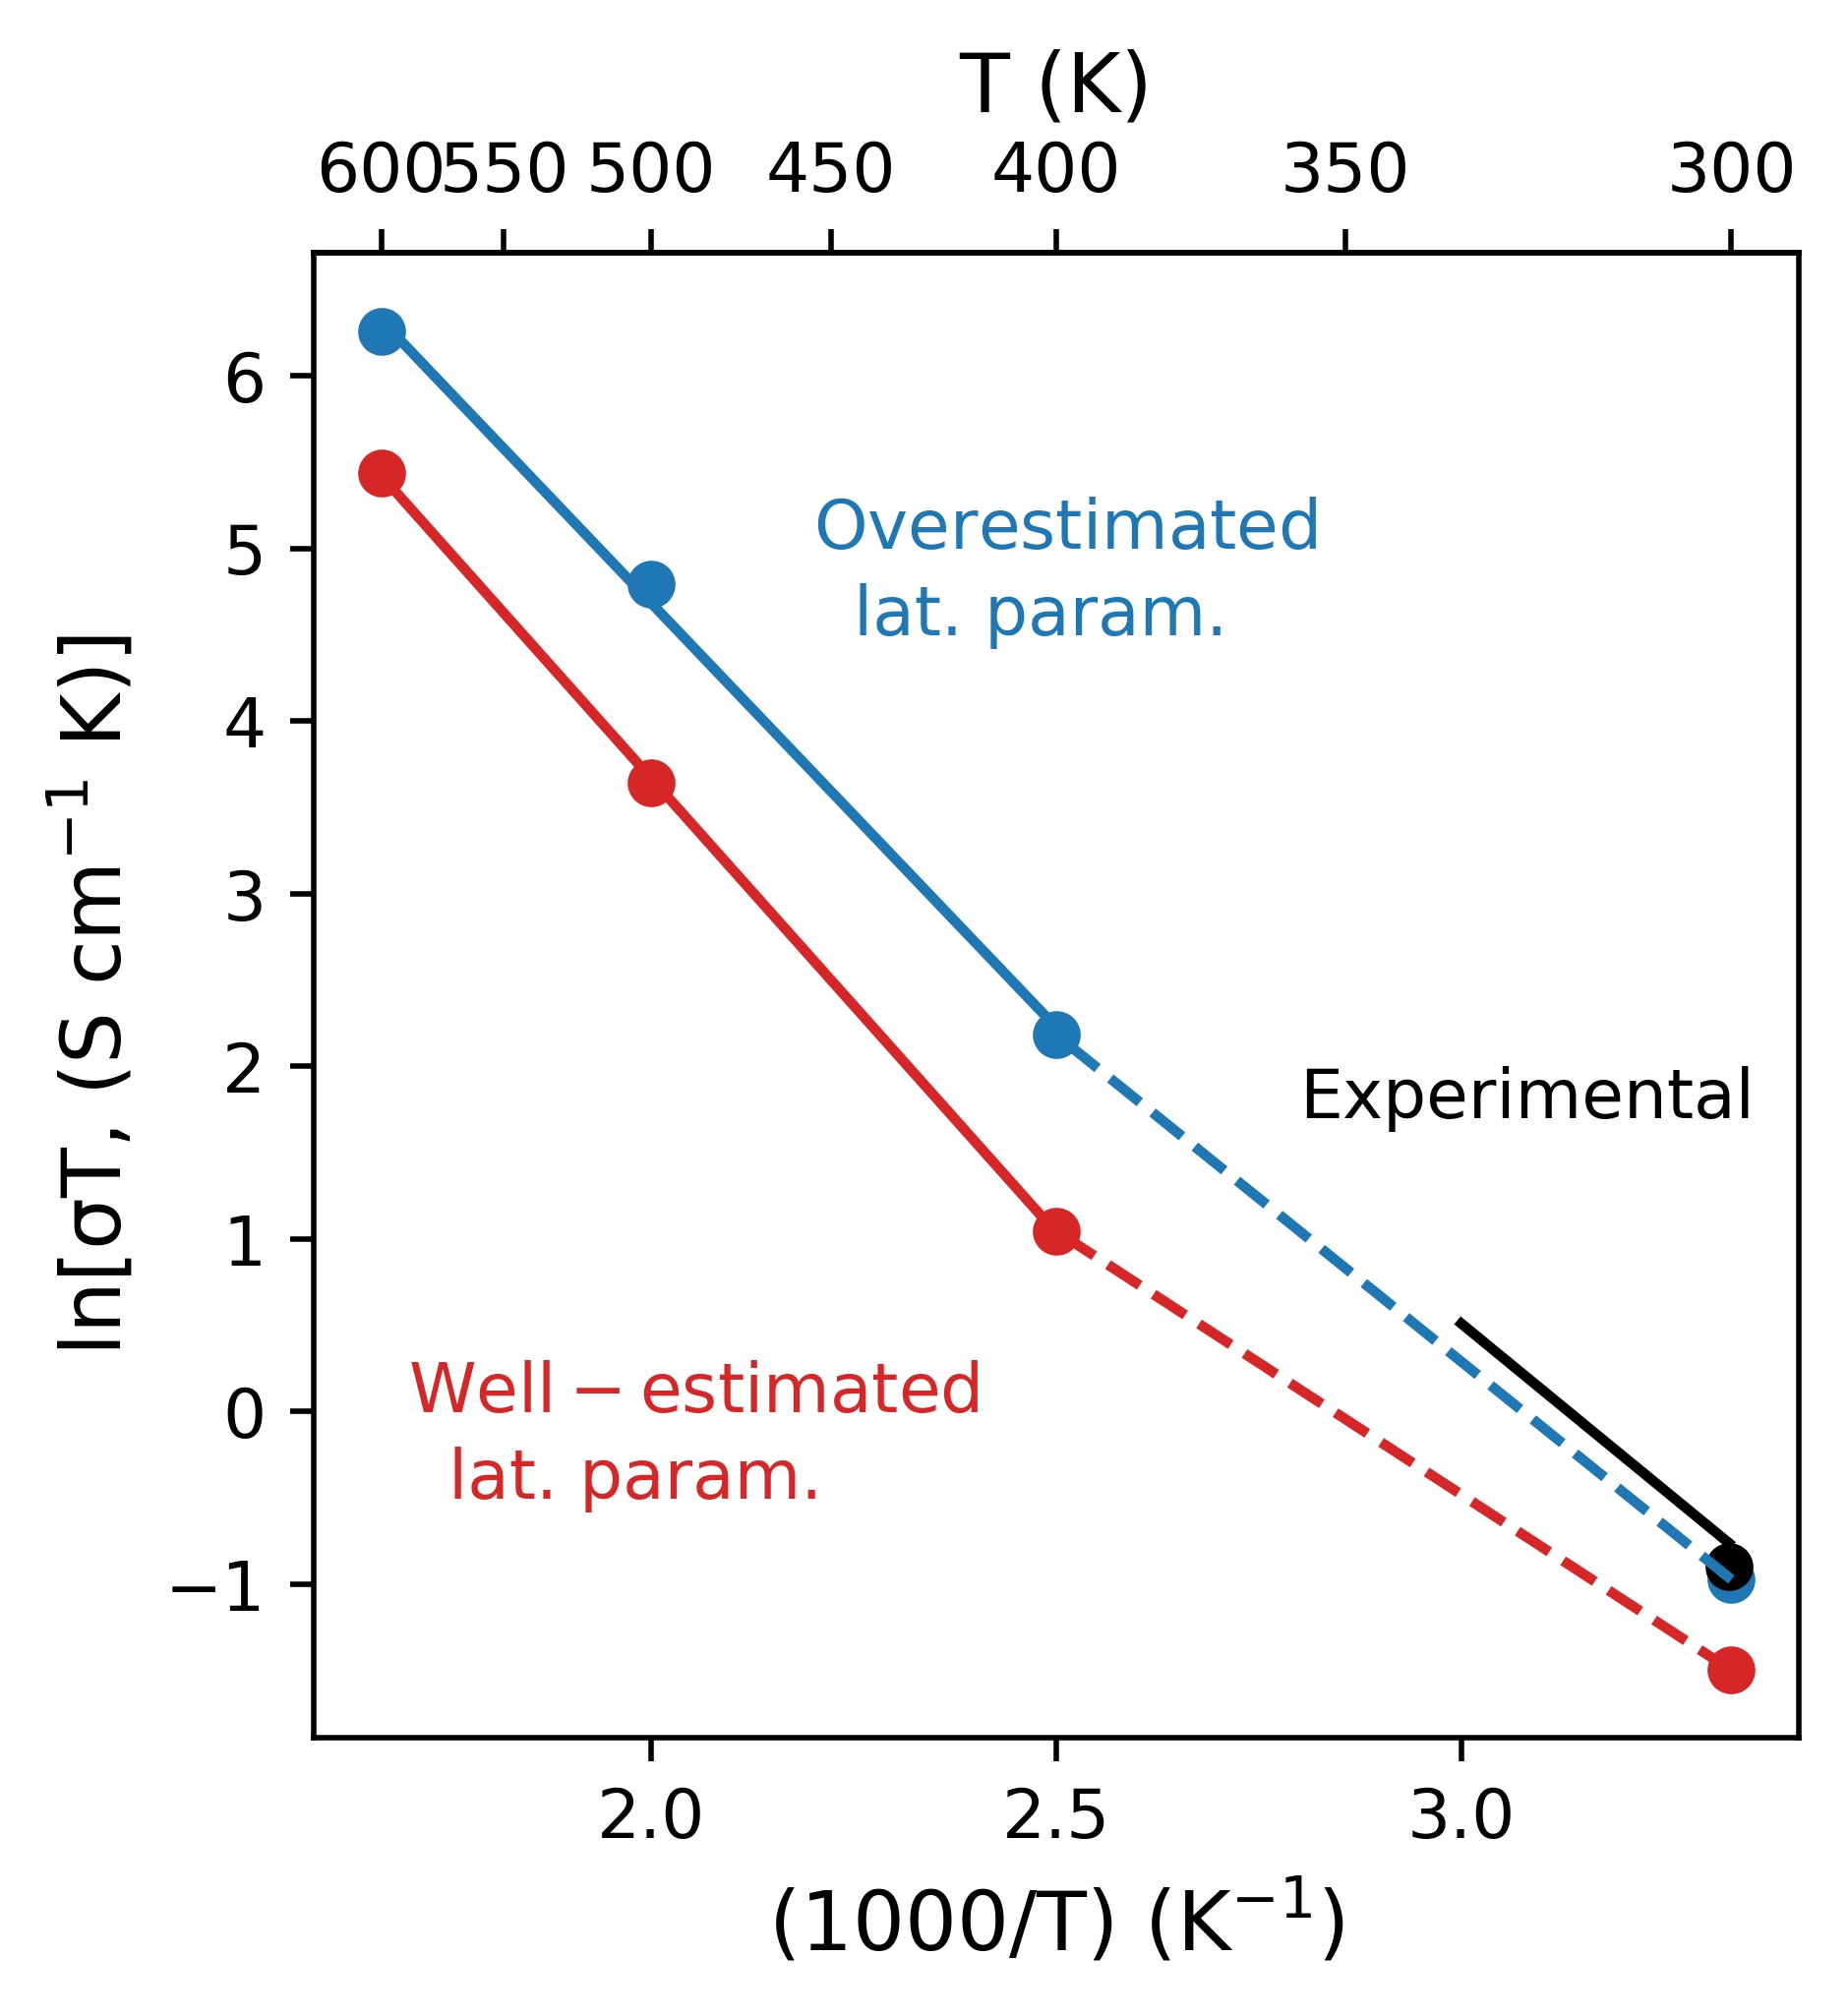 T (K)
600 550 500 450 400 350 300
6
5
4
3
2
1
0
−1
ln[σT, (S cm⁻¹ K)]
Overestimated
lat. param.
Experimental
Well − estimated
lat. param.
2.0 2.5 3.0
(1000/T) (K⁻¹)